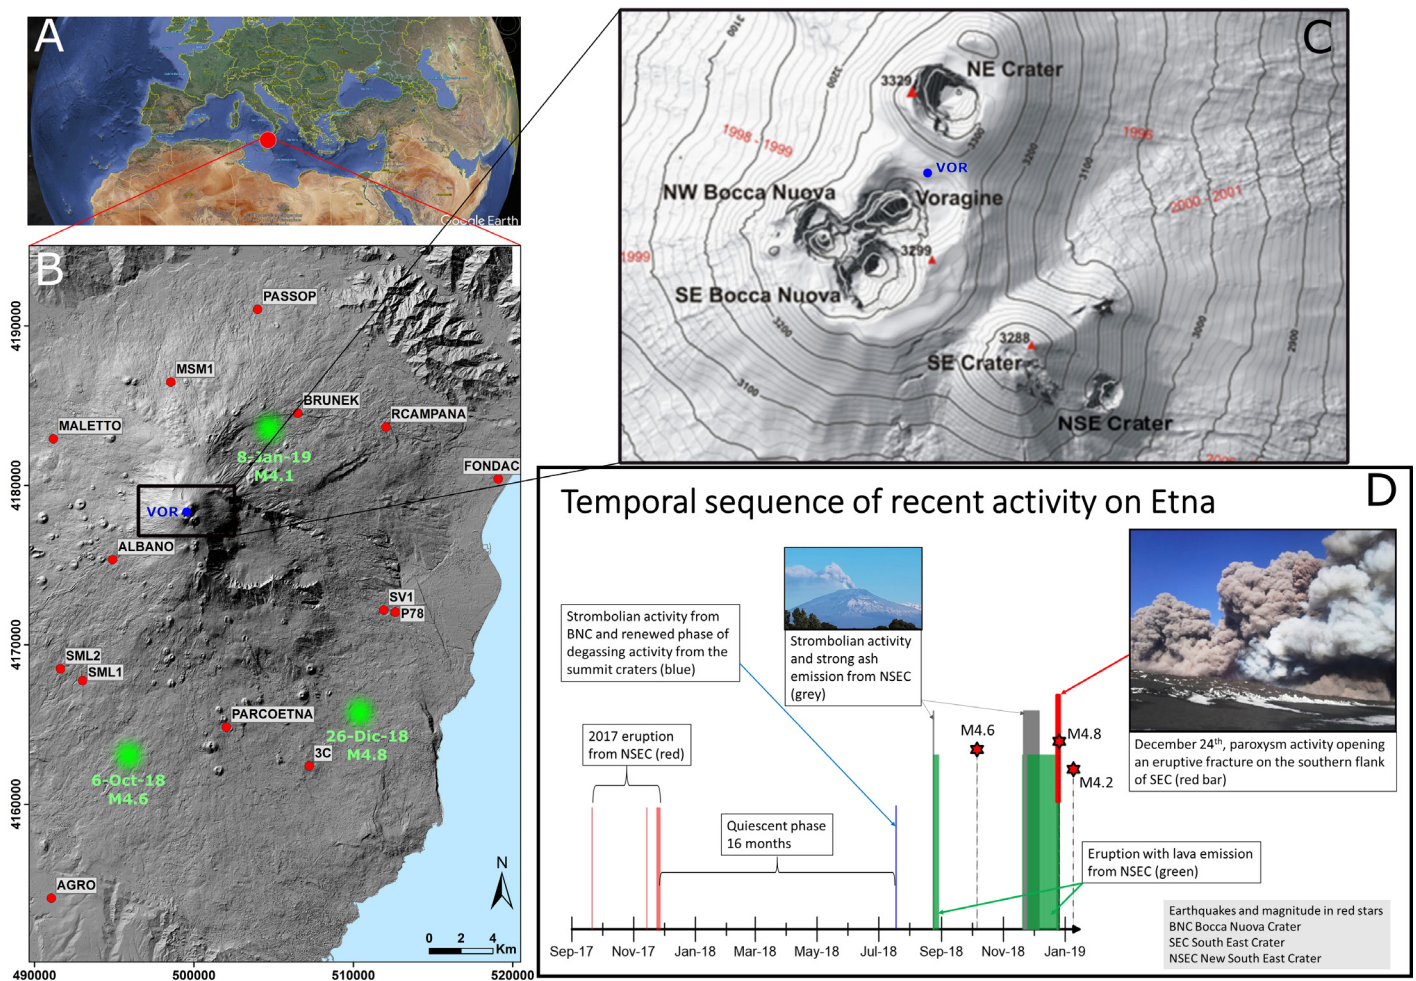 A
Google Earth
B
PASSOP
MSM1
BRUNEK
RCAMPANA
MALETTO
8-Jan-19
M4.1
FONDAC
VOR
ALBANO
SV1
P78
SML2
SML1
PARCOETNA
26-Dic-18
M4.8
3C
6-Oct-18
M4.6
AGRO
N
0 2 4
Km
4190000
4180000
4170000
4160000
490000 500000 510000 520000
C
3100
3200
NE Crater
3329
3300
1998 - 1999
1996
3200
3100
VOR
NW Bocca Nuova
Voragine
2000 - 2001
1999
3299
SE Bocca Nuova
3200
3288
SE Crater
3000
2900
3100
NSE Crater
D
Temporal sequence of recent activity on Etna
Strombolian activity from
BNC and renewed phase of
degassing activity from the
summit craters (blue)
Strombolian activity
and strong ash
emission from NSEC
(grey)
2017 eruption
from NSEC (red)
M4.6
M4.8
M4.2
December 24th, paroxysm activity opening
an eruptive fracture on the southern flank
of SEC (red bar)
Quiescent phase
16 months
Eruption with lava emission
from NSEC (green)
Earthquakes and magnitude in red stars
BNC Bocca Nuova Crater
SEC South East Crater
NSEC New South East Crater
Sep-17 Nov-17 Jan-18 Mar-18 May-18 Jul-18 Sep-18 Nov-18 Jan-19